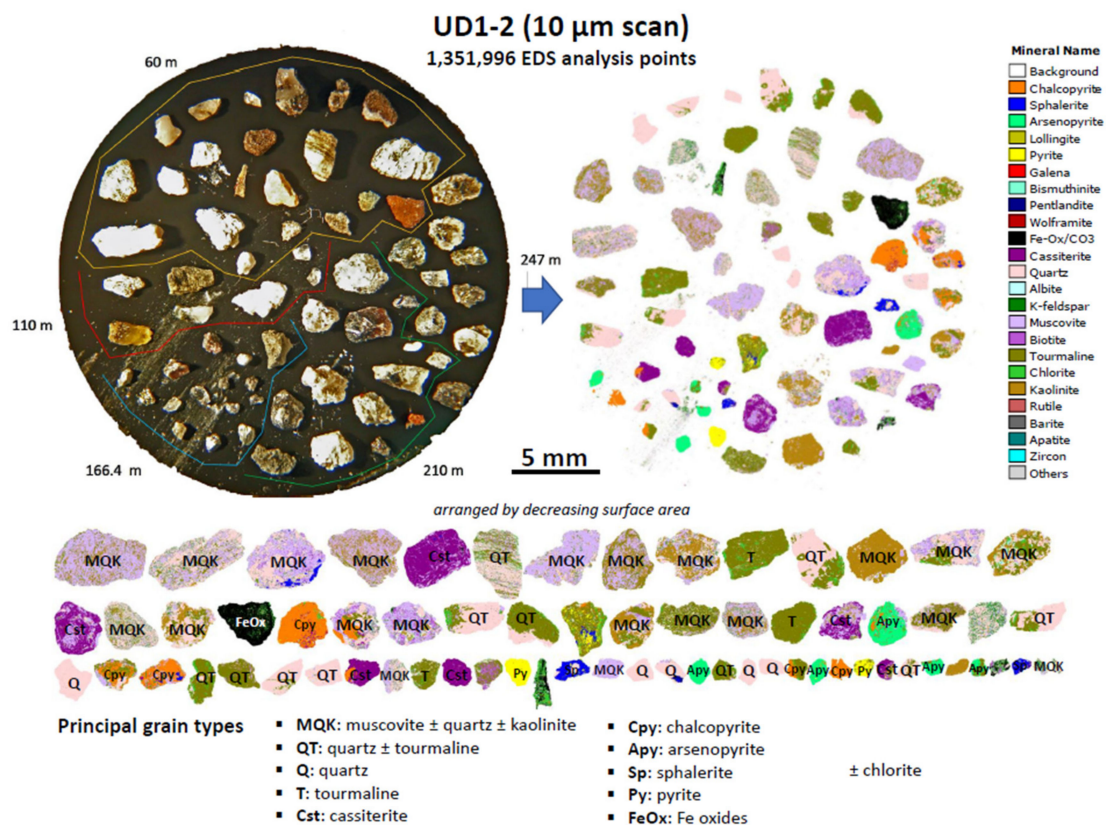 UD1-2 (10 µm scan)
1,351,996 EDS analysis points
60 m
110 m
166.4 m
210 m
247 m
5 mm
Mineral Name
Background
Chalcopyrite
Sphalerite
Arsenopyrite
Lollingite
Pyrite
Galena
Bismuthinite
Pentlandite
Wolframite
Fe-Ox/CO3
Cassiterite
Quartz
Albite
K-feldspar
Muscovite
Biotite
Tourmaline
Chlorite
Kaolinite
Rutile
Barite
Apatite
Zircon
Others
arranged by decreasing surface area
MQK MQK MQK MQK Cst QT MQK MQK MQK T QT MQK MQK MQK
Cst MQK MQK FeOx Cpy MQK MQK QT QT MQK MQK MQK T Cst Apy MQK QT
Q Cpy Cpy QT QT QT QT Cst MQK T Cst Py Sp MQK Q Q Apy QT Q Q Cpy Apy Cpy Py Cst QT Apy Apy Sp MQK
Principal grain types
▪ MQK: muscovite ± quartz ± kaolinite
▪ QT: quartz ± tourmaline
▪ Q: quartz
▪ T: tourmaline
▪ Cst: cassiterite
▪ Cpy: chalcopyrite
▪ Apy: arsenopyrite
▪ Sp: sphalerite
▪ Py: pyrite
▪ FeOx: Fe oxides
± chlorite